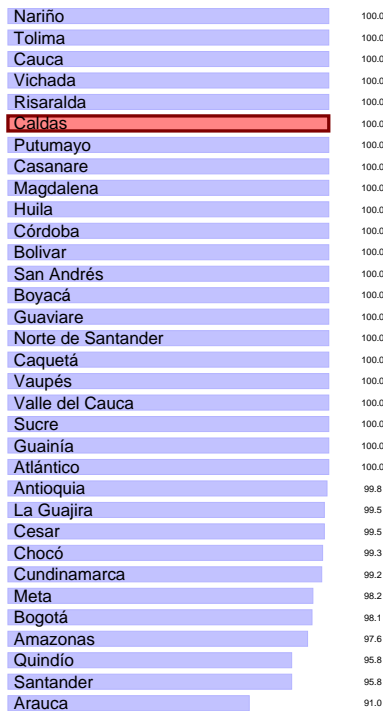 Nariño 100.0
Tolima 100.0
Cauca 100.0
Vichada 100.0
Risaralda 100.0
Caldas 100.0
Putumayo 100.0
Casanare 100.0
Magdalena 100.0
Huila 100.0
Córdoba 100.0
Bolivar 100.0
San Andrés 100.0
Boyacá 100.0
Guaviare 100.0
Norte de Santander 100.0
Caquetá 100.0
Vaupés 100.0
Valle del Cauca 100.0
Sucre 100.0
Guainía 100.0
Atlántico 100.0
Antioquia 99.8
La Guajira 99.5
Cesar 99.5
Chocó 99.3
Cundinamarca 99.2
Meta 98.2
Bogotá 98.1
Amazonas 97.6
Quindío 95.8
Santander 95.8
Arauca 91.0